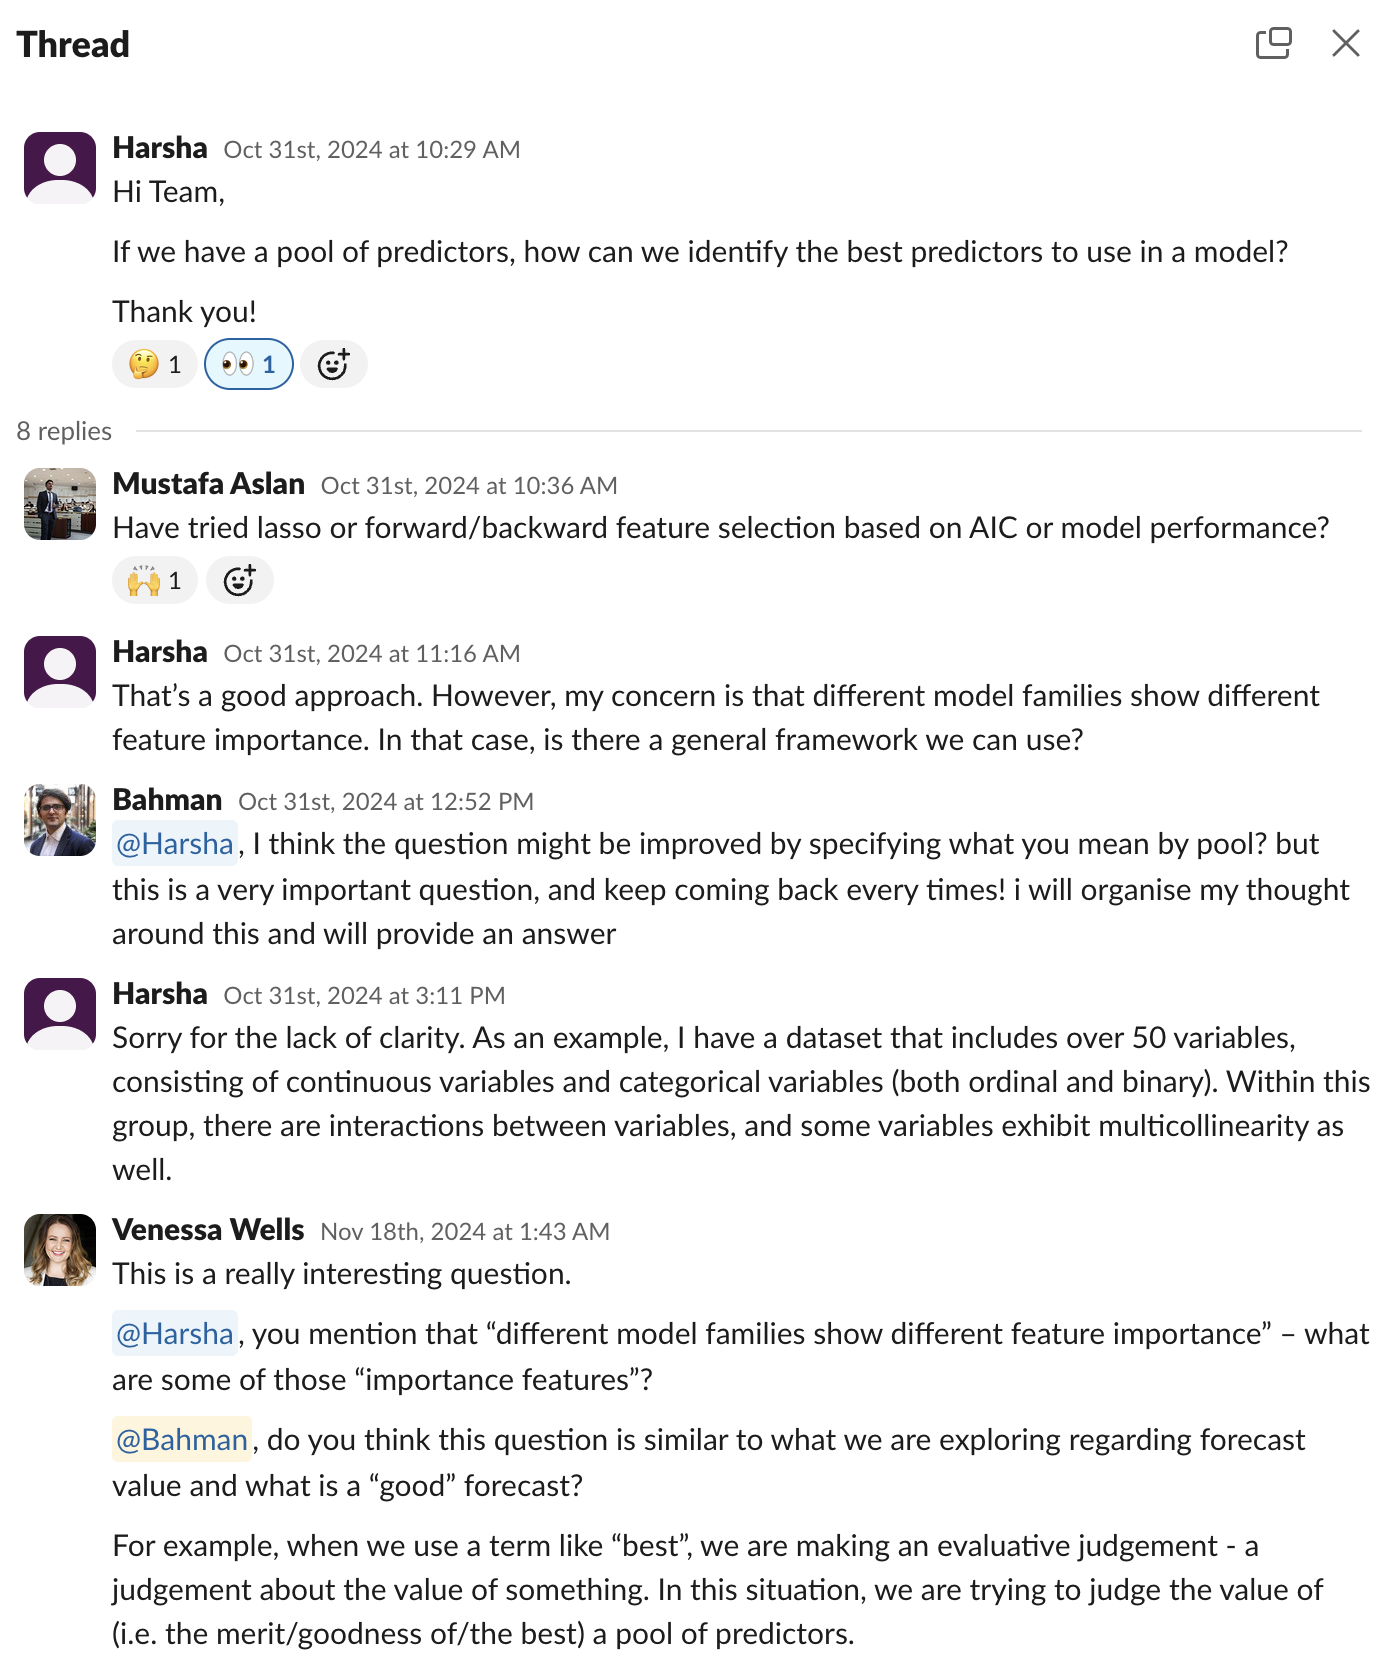 Thread
Harsha Oct 31st, 2024 at 10:29 AM
Hi Team,
If we have a pool of predictors, how can we identify the best predictors to use in a model?
Thank you!
1 1
8 replies
Mustafa Aslan Oct 31st, 2024 at 10:36 AM
Have tried lasso or forward/backward feature selection based on AIC or model performance?
1
Harsha Oct 31st, 2024 at 11:16 AM
That’s a good approach. However, my concern is that different model families show different
feature importance. In that case, is there a general framework we can use?
Bahman Oct 31st, 2024 at 12:52 PM
@Harsha, I think the question might be improved by specifying what you mean by pool? but
this is a very important question, and keep coming back every times! i will organise my thought
around this and will provide an answer
Harsha Oct 31st, 2024 at 3:11 PM
Sorry for the lack of clarity. As an example, I have a dataset that includes over 50 variables,
consisting of continuous variables and categorical variables (both ordinal and binary). Within this
group, there are interactions between variables, and some variables exhibit multicollinearity as
well.
Venessa Wells Nov 18th, 2024 at 1:43 AM
This is a really interesting question.
@Harsha, you mention that “different model families show different feature importance” – what
are some of those “importance features”?
@Bahman, do you think this question is similar to what we are exploring regarding forecast
value and what is a “good” forecast?
For example, when we use a term like “best”, we are making an evaluative judgement - a
judgement about the value of something. In this situation, we are trying to judge the value of
(i.e. the merit/goodness of/the best) a pool of predictors.